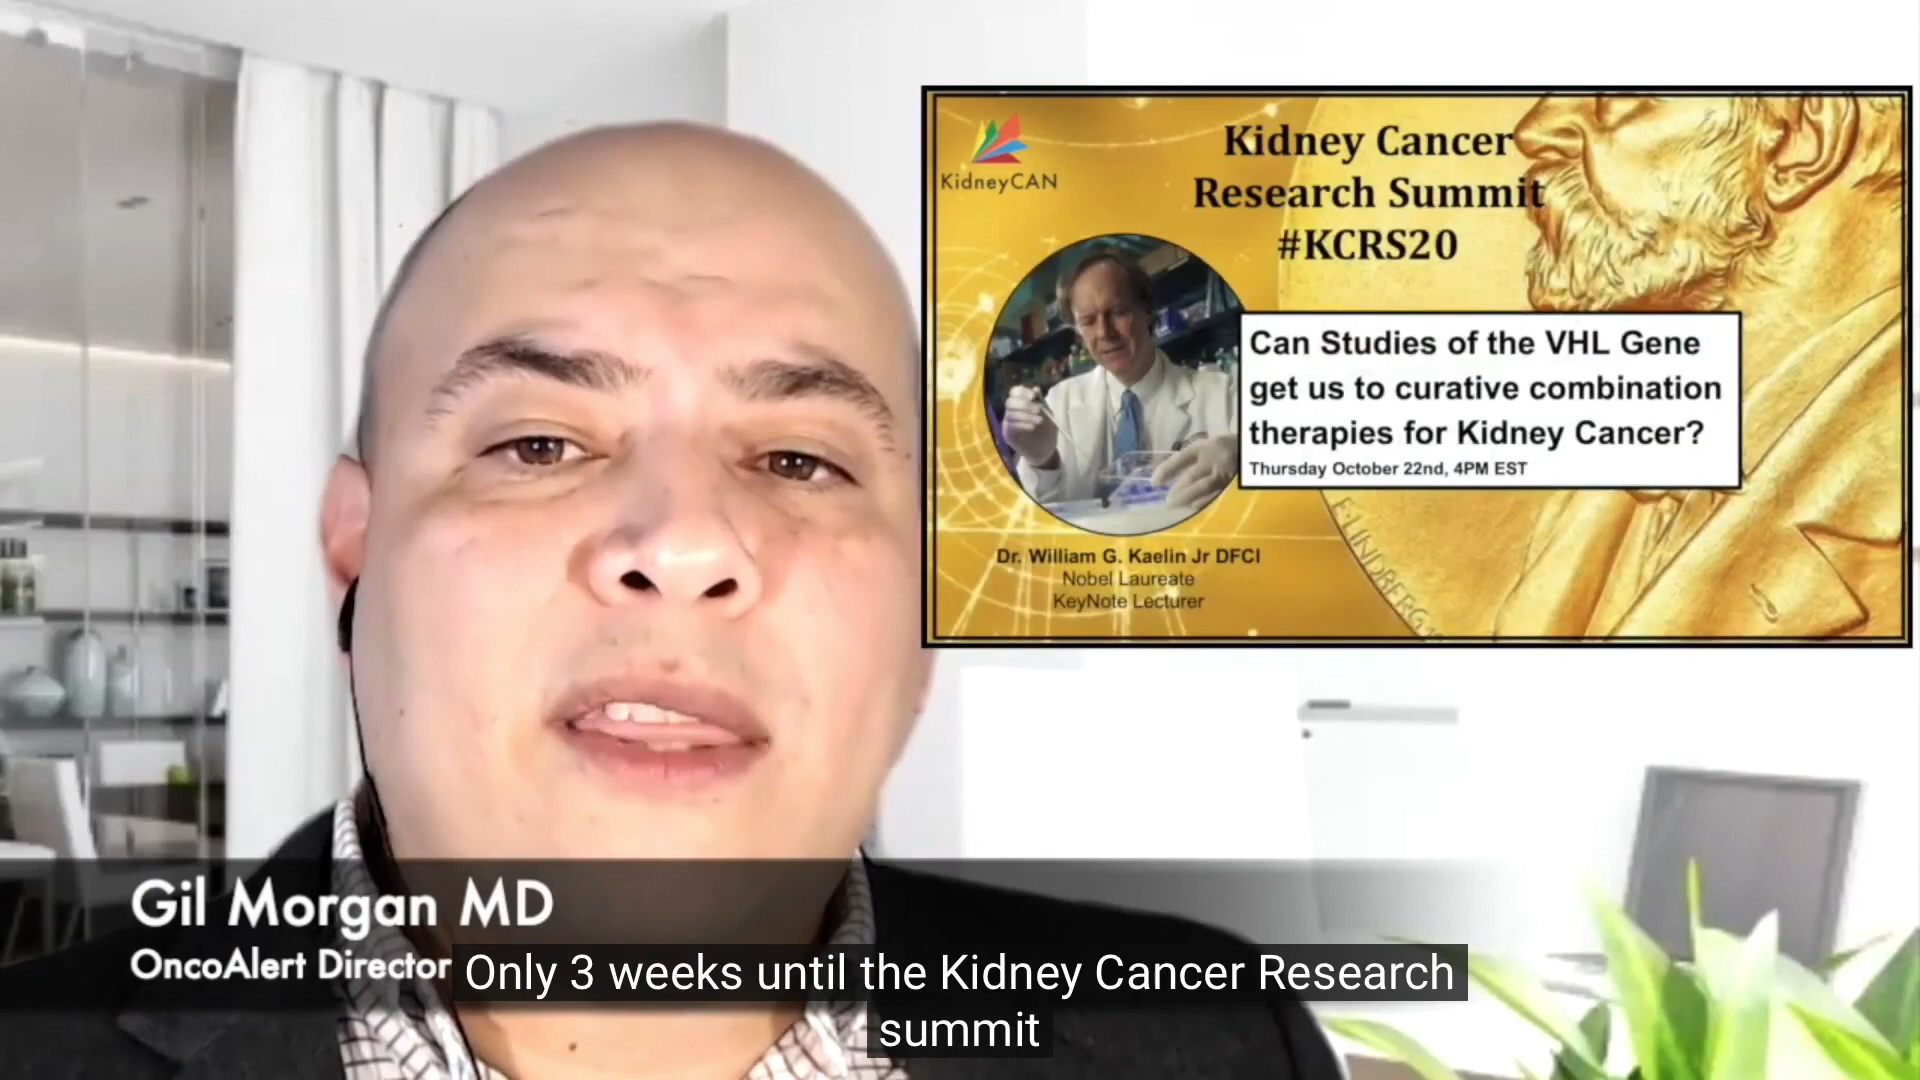 KidneyCAN
Kidney Cancer
Research Summit
#KCRS20
Can Studies of the VHL Gene
get us to curative combination
therapies for Kidney Cancer?
Thursday October 22nd, 4PM EST
Dr. William G. Kaelin Jr DFCI
Nobel Laureate
KeyNote Lecturer
Gil Morgan MD
OncoAlert Director
Only 3 weeks until the Kidney Cancer Research
summit